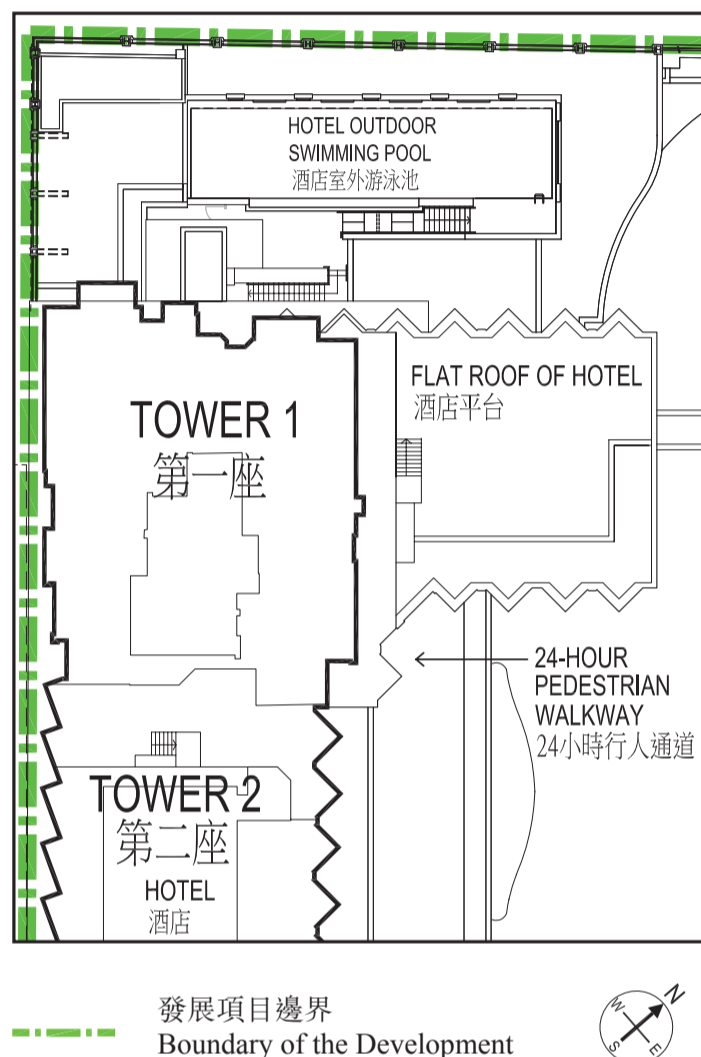 HOTEL OUTDOOR
SWIMMING POOL
酒店室外游泳池
FLAT ROOF OF HOTEL
酒店平台
TOWER 1
第一座
24-HOUR
PEDESTRIAN
WALKWAY
24小時行人通道
TOWER 2
第二座
HOTEL
酒店
發展項目邊界
Boundary of the Development
N
W
S
E